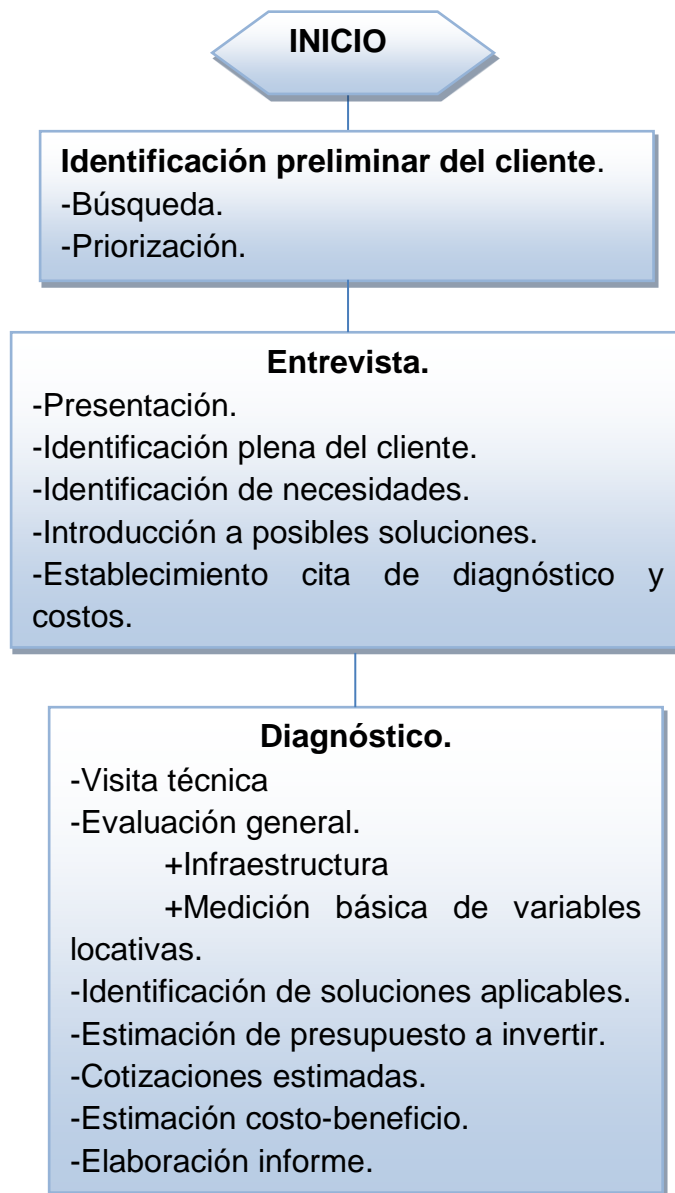 INICIO
Identificación preliminar del cliente.
-Búsqueda.
-Priorización.
Entrevista.
-Presentación.
-Identificación plena del cliente.
-Identificación de necesidades.
-Introducción a posibles soluciones.
-Establecimiento cita de diagnóstico y
costos.
Diagnóstico.
-Visita técnica
-Evaluación general.
+Infraestructura
+Medición básica de variables
locativas.
-Identificación de soluciones aplicables.
-Estimación de presupuesto a invertir.
-Cotizaciones estimadas.
-Estimación costo-beneficio.
-Elaboración informe.